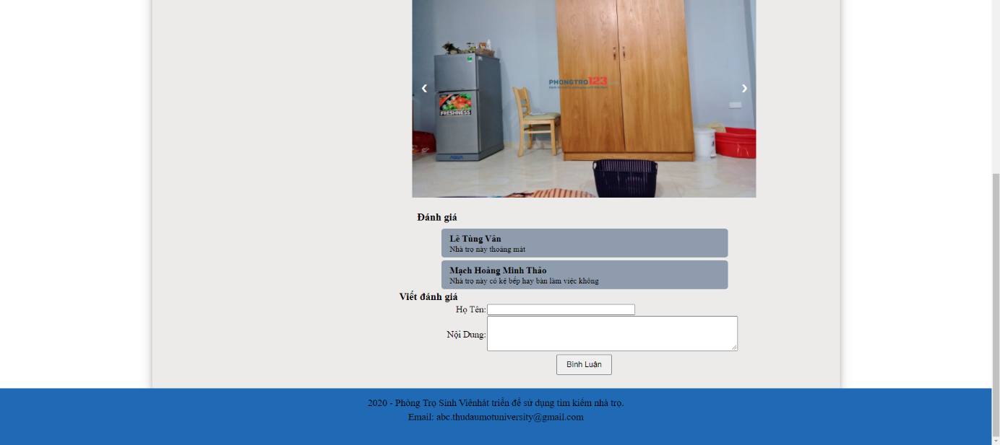 PHONGTRO123
FRESHNESS
AQUA
Đánh giá
Lê Tùng Vân
Nhà trọ này thoáng mát
Mạch Hoàng Minh Thảo
Nhà trọ này có kệ bếp hay bàn làm việc không
Viết đánh giá
Họ Tên:
Nội Dung:
Bình Luận
2020 - Phòng Trọ Sinh Viênhát triển để sử dụng tìm kiếm nhà trọ.
Email: abc.thudaumotuniversity@gmail.com